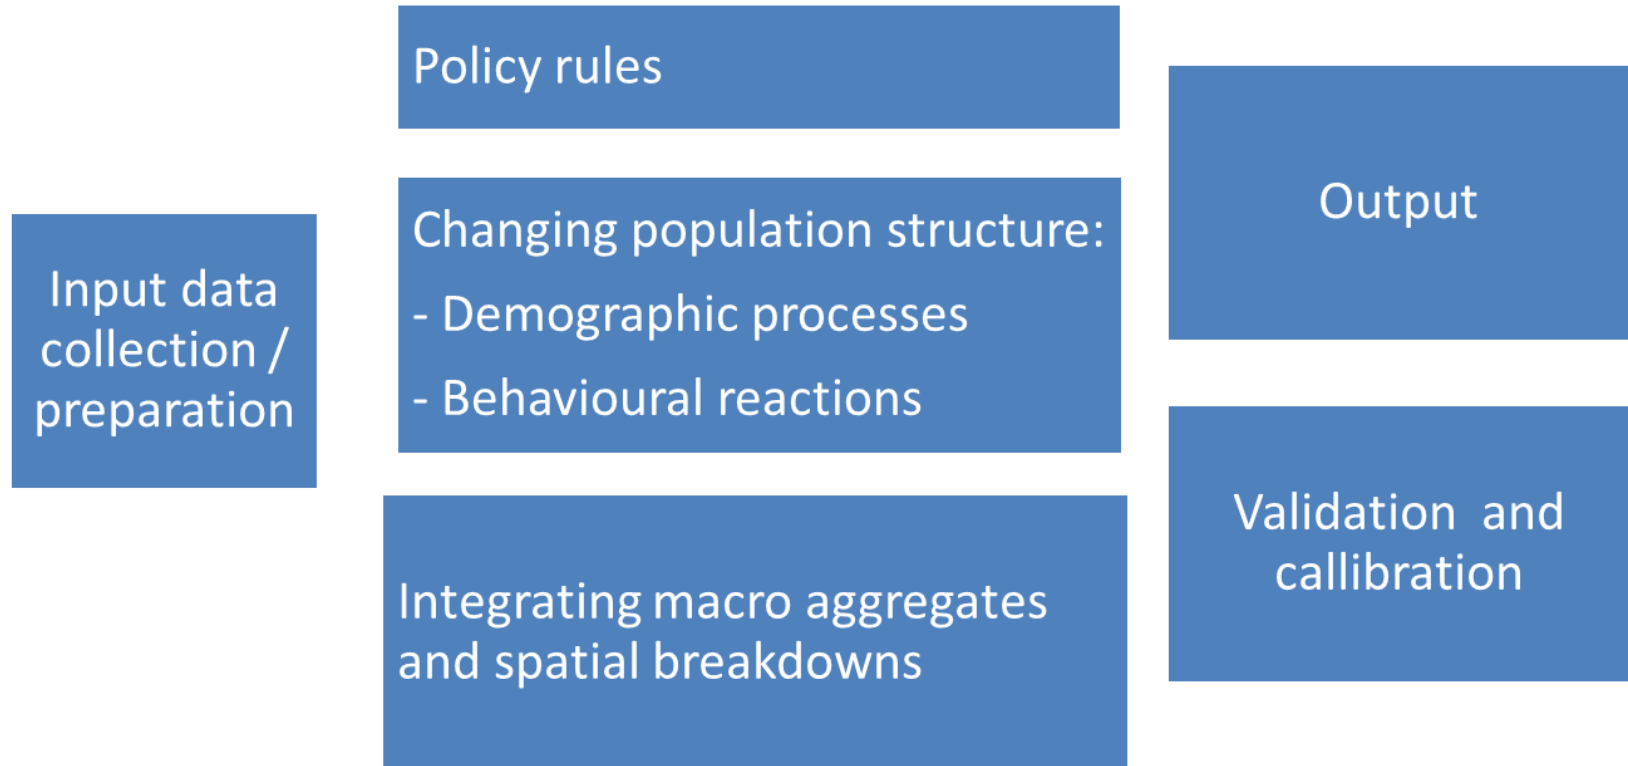 Input data
collection /
preparation
Policy rules
Changing population structure:
- Demographic processes
- Behavioural reactions
Integrating macro aggregates
and spatial breakdowns
Output
Validation  and
callibration